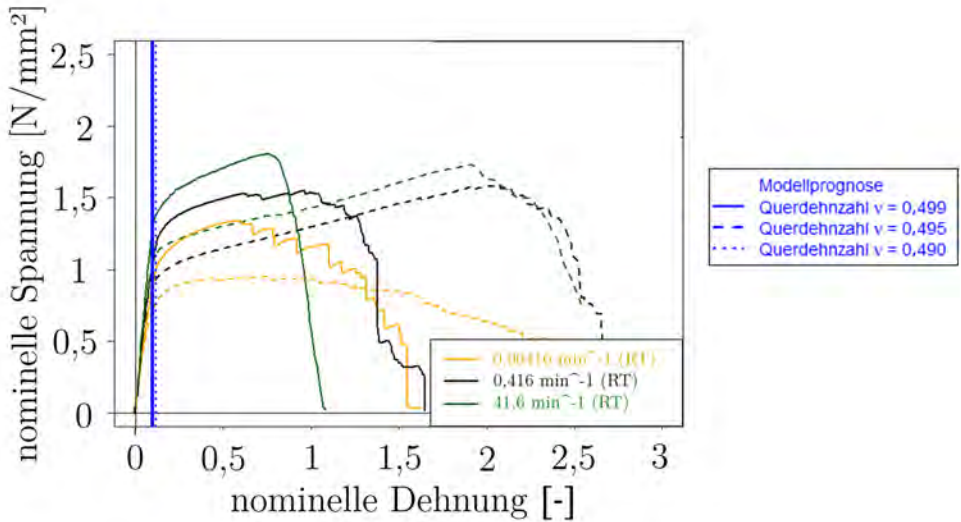 nominelle Spannung [N/mm²]
2,5
2
1,5
1
0,5
0
0
0,5
1
1,5
2
2,5
3
nominelle Dehnung [-]
0,00416 min^-1 (RT)
0,416 min^-1 (RT)
41,6 min^-1 (RT)
Modellprognose
Querdehnzahl ν = 0,499
Querdehnzahl ν = 0,495
Querdehnzahl ν = 0,490